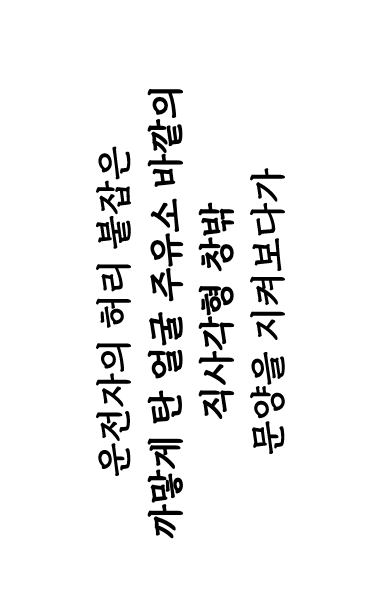 운전자의 허리 붙잡은
까맣게 탄 얼굴 주유소 바깥의
직사각형 창밖
문양을 지켜보다가